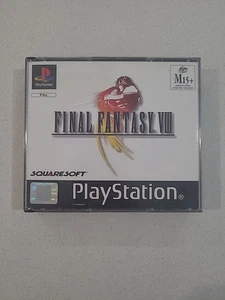 PlayStation
PAL
M15+
FINAL FANTASY VIII
SQUARESOFT
PlayStation